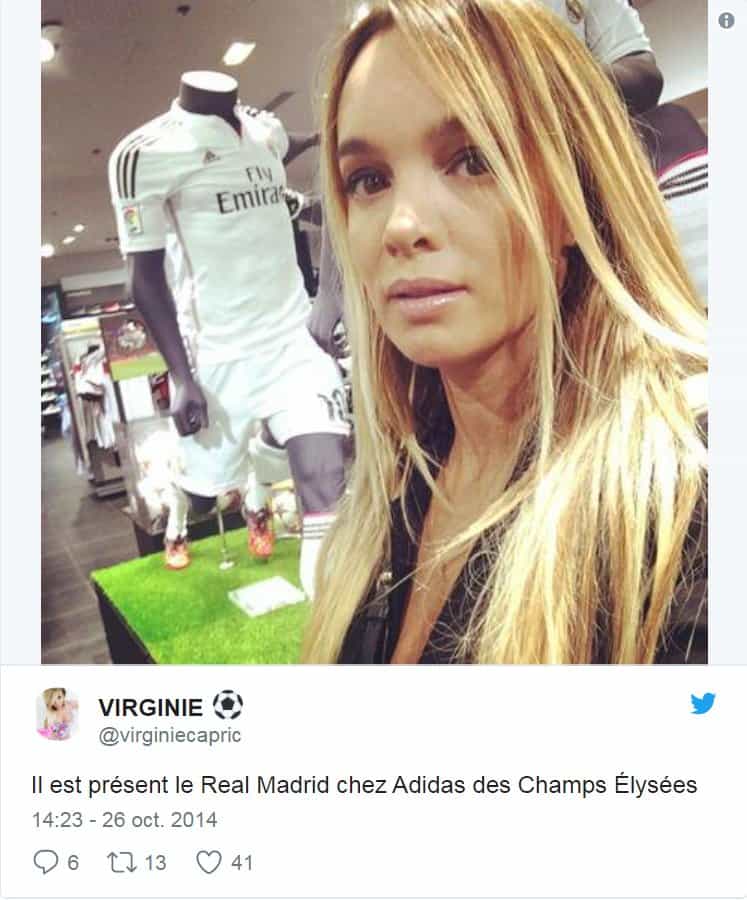 Fly
Emira
VIRGINIE
@virginiecapric
Il est présent le Real Madrid chez Adidas des Champs Élysées
14:23 - 26 oct. 2014
6 13 41